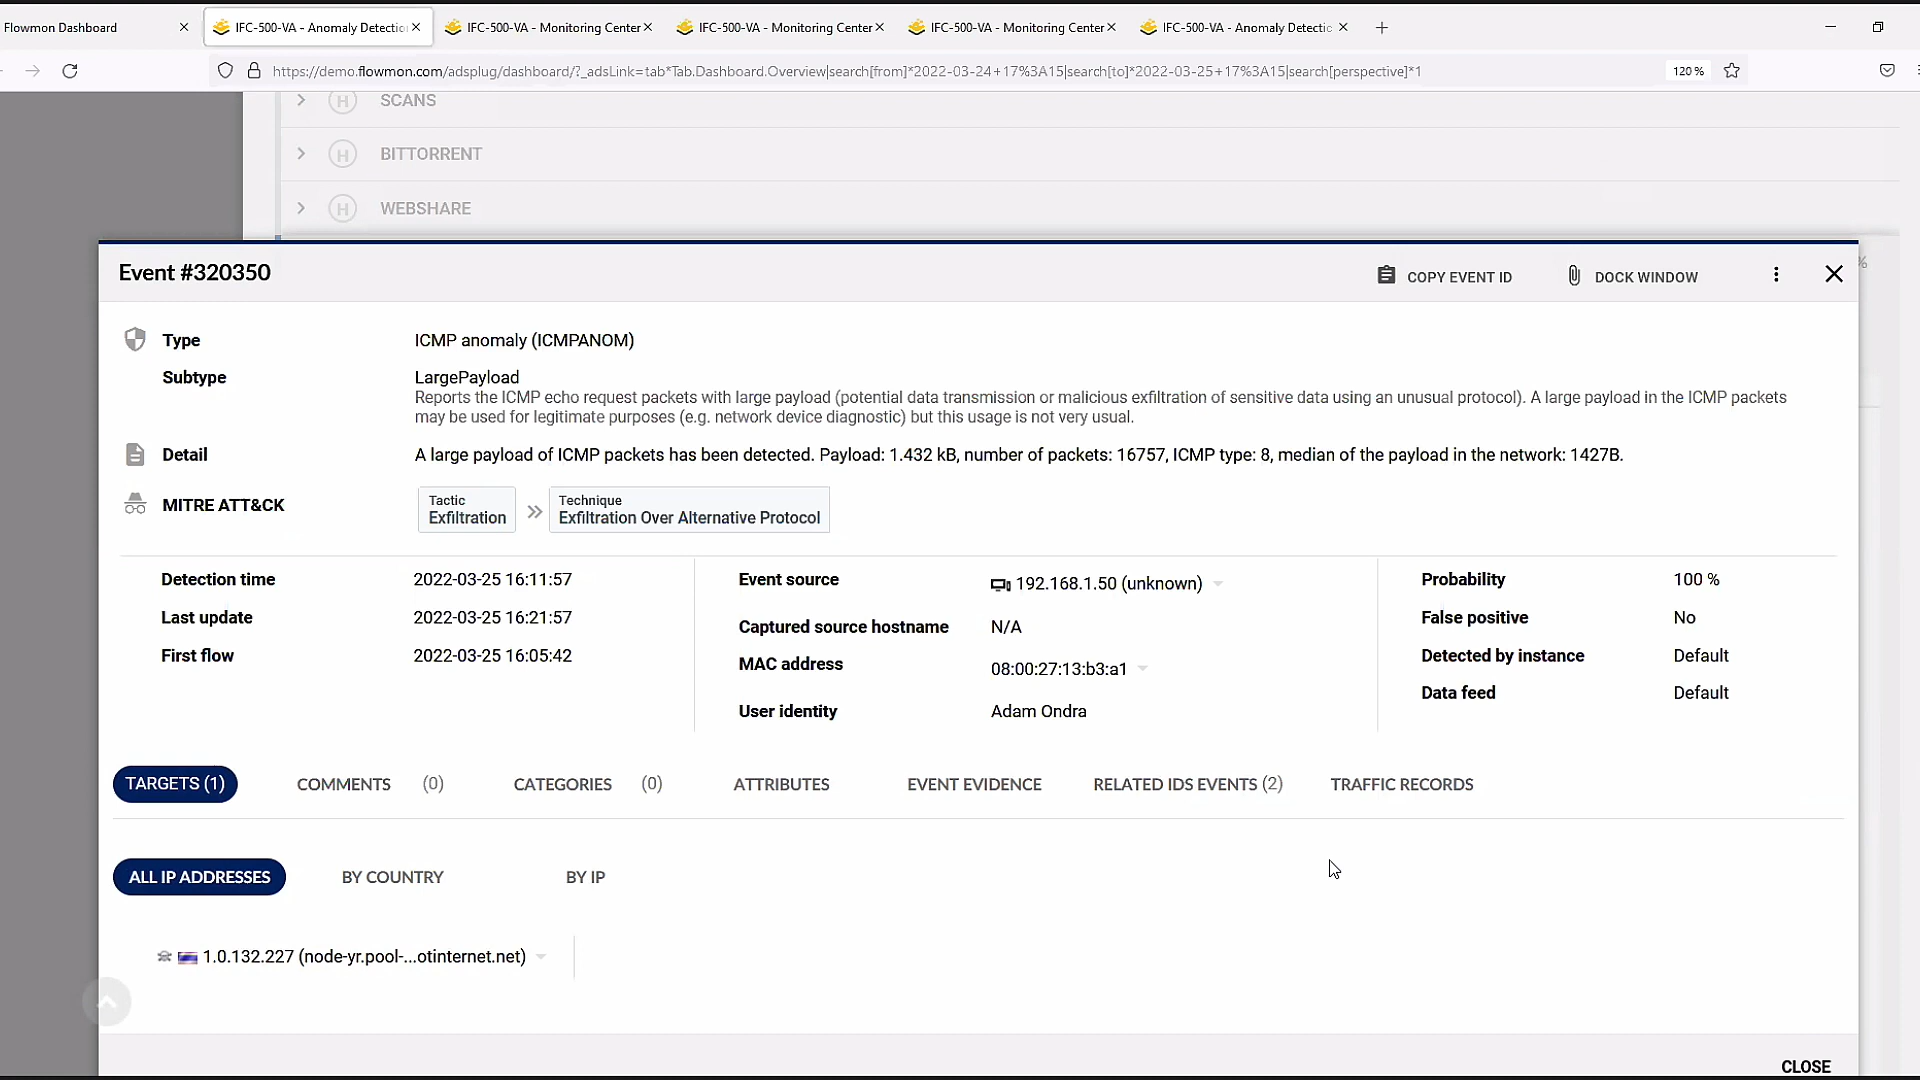 Flowmon Dashboard
IFC-500-VA - Anomaly Detectio
IFC-500-VA - Monitoring Center
IFC-500-VA - Monitoring Center
IFC-500-VA - Monitoring Center
IFC-500-VA - Anomaly Detectic
https://demo.flowmon.com/adsplug/dashboard/?_adsLink=tab*Tab.Dashboard.Overview|search[from]*2022-03-24+17%3A15|search[to]*2022-03-25+17%3A15|search[perspective]*1
120 %
H SCANS
H BITTORRENT
H WEBSHARE
%
Event #320350
COPY EVENT ID
DOCK WINDOW
Type ICMP anomaly (ICMPANOM)
Subtype LargePayload
Reports the ICMP echo request packets with large payload (potential data transmission or malicious exfiltration of sensitive data using an unusual protocol). A large payload in the ICMP packets
may be used for legitimate purposes (e.g. network device diagnostic) but this usage is not very usual.
Detail A large payload of ICMP packets has been detected. Payload: 1.432 kB, number of packets: 16757, ICMP type: 8, median of the payload in the network: 1427B.
MITRE ATT&CK
Tactic
Exfiltration
Technique
Exfiltration Over Alternative Protocol
Detection time 2022-03-25 16:11:57
Last update 2022-03-25 16:21:57
First flow 2022-03-25 16:05:42
Event source 192.168.1.50 (unknown)
Captured source hostname N/A
MAC address 08:00:27:13:b3:a1
User identity Adam Ondra
Probability 100 %
False positive No
Detected by instance Default
Data feed Default
TARGETS (1)
COMMENTS (0)
CATEGORIES (0)
ATTRIBUTES
EVENT EVIDENCE
RELATED IDS EVENTS (2)
TRAFFIC RECORDS
ALL IP ADDRESSES
BY COUNTRY
BY IP
1.0.132.227 (node-yr.pool-...otinternet.net)
CLOSE